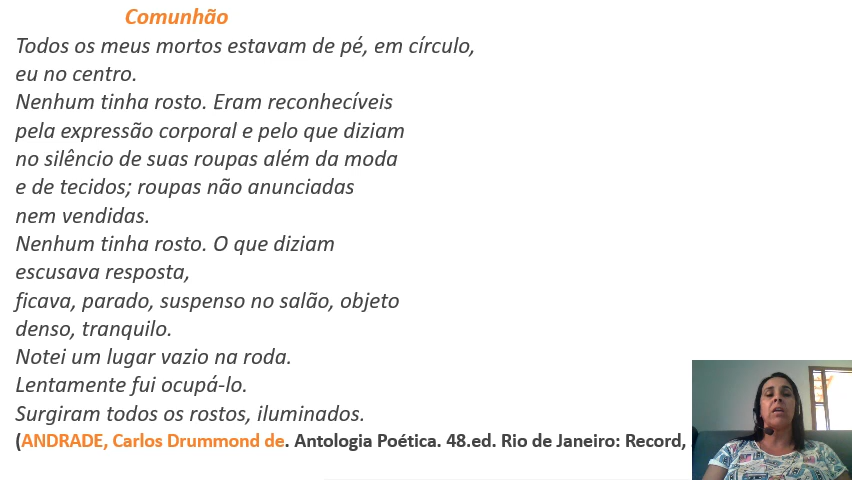 Comunhão
Todos os meus mortos estavam de pé, em círculo,
eu no centro.
Nenhum tinha rosto. Eram reconhecíveis
pela expressão corporal e pelo que diziam
no silêncio de suas roupas além da moda
e de tecidos; roupas não anunciadas
nem vendidas.
Nenhum tinha rosto. O que diziam
escusava resposta,
ficava, parado, suspenso no salão, objeto
denso, tranquilo.
Notei um lugar vazio na roda.
Lentamente fui ocupá-lo.
Surgiram todos os rostos, iluminados.
(ANDRADE, Carlos Drummond de. Antologia Poética. 48.ed. Rio de Janeiro: Record,